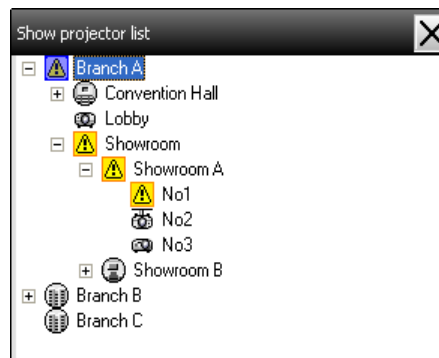 Show projector list
Branch A
Convention Hall
Lobby
Showroom
Showroom A
No1
No2
No3
Showroom B
Branch B
Branch C